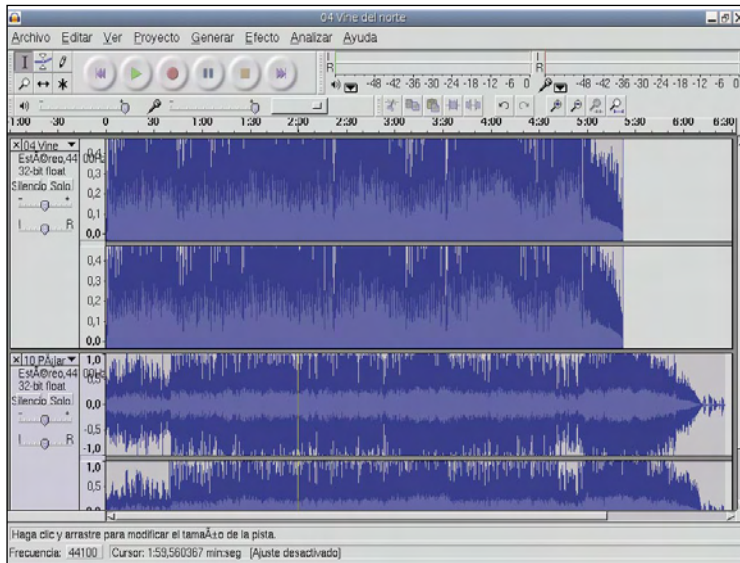 04 Vine del norte
Archivo Editar Ver Proyecto Generar Efecto Analizar Ayuda
L
R
-48 -42 -36 -30 -24 -18 -12 -6 0
L
R
-48 -42 -36 -30 -24 -18 -12 -6 0
-1:00 -30 0 30 1:00 1:30 2:00 2:30 3:00 3:30 4:00 4:30 5:00 5:30 6:00 6:30
04 Vine
EstÃ©reo,44100Hz
32-bit float
Silencio Solo
- +
L R
0,4
0,3
0,2
0,1
0,0
0,4
0,3
0,2
0,1
0,0
EstÃ©reo,44100Hz
32-bit float
Silencio Solo
- +
L R
1,0
0,5
0,0
-0,5
-1,0
1,0
0,5
0,0
Haga clic y arrastre para modificar el tamaÃ±o de la pista.
Frecuencia: 44100 Cursor: 1:59,560367 min:seg [Ajuste desactivado]